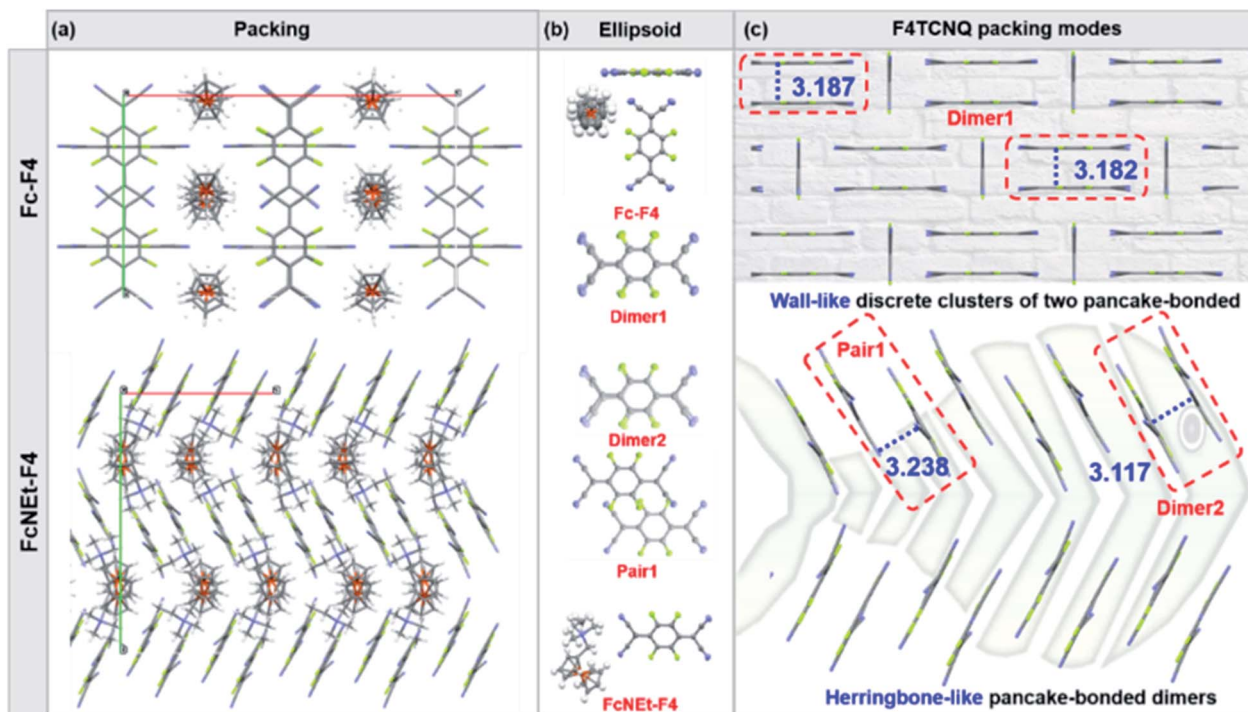 (a) Packing
(b) Ellipsoid
(c) F4TCNQ packing modes
Fc-F4
3.187
Dimer1
3.182
Fc-F4
Dimer1
Wall-like discrete clusters of two pancake-bonded
FcNEt-F4
Dimer2
Pair1
FcNEt-F4
Pair1
3.238
3.117
Dimer2
Herringbone-like pancake-bonded dimers